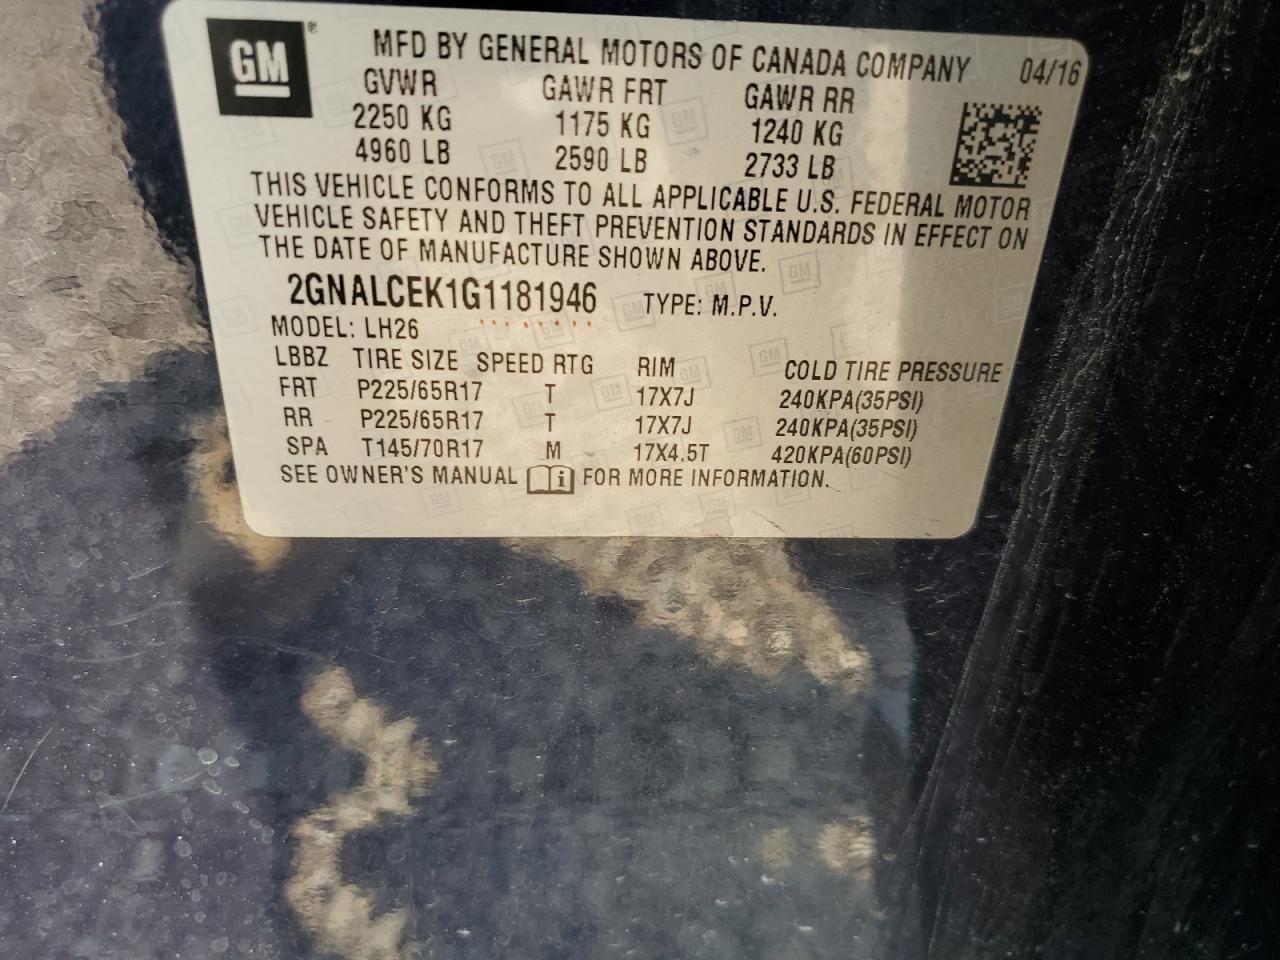 GM ®
MFD BY GENERAL MOTORS OF CANADA COMPANY 04/16
GVWR GAWR FRT GAWR RR
2250 KG 1175 KG 1240 KG
4960 LB 2590 LB 2733 LB
THIS VEHICLE CONFORMS TO ALL APPLICABLE U.S. FEDERAL MOTOR
VEHICLE SAFETY AND THEFT PREVENTION STANDARDS IN EFFECT ON
THE DATE OF MANUFACTURE SHOWN ABOVE.
2GNALCEK1G1181946 TYPE: M.P.V.
MODEL: LH26
LBBZ TIRE SIZE SPEED RTG RIM COLD TIRE PRESSURE
FRT P225/65R17 T 17X7J 240KPA(35PSI)
RR P225/65R17 T 17X7J 240KPA(35PSI)
SPA T145/70R17 M 17X4.5T 420KPA(60PSI)
SEE OWNER'S MANUAL i FOR MORE INFORMATION.